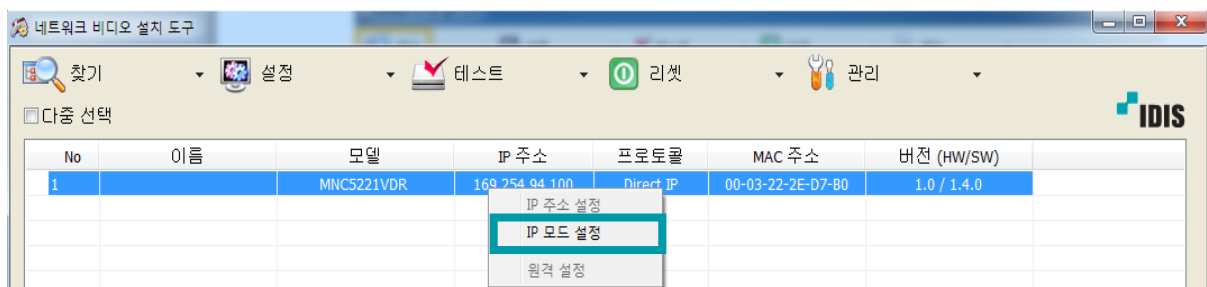 네트워크 비디오 설치 도구
찾기 설정 테스트 리셋 관리
다중 선택
IDIS
No 이름 모델 IP 주소 프로토콜 MAC 주소 버전 (HW/SW)
1 MNC5221VDR 169.254.94.100 Direct IP 00-03-22-2E-D7-B0 1.0 / 1.4.0
IP 주소 설정
IP 모드 설정
원격 설정